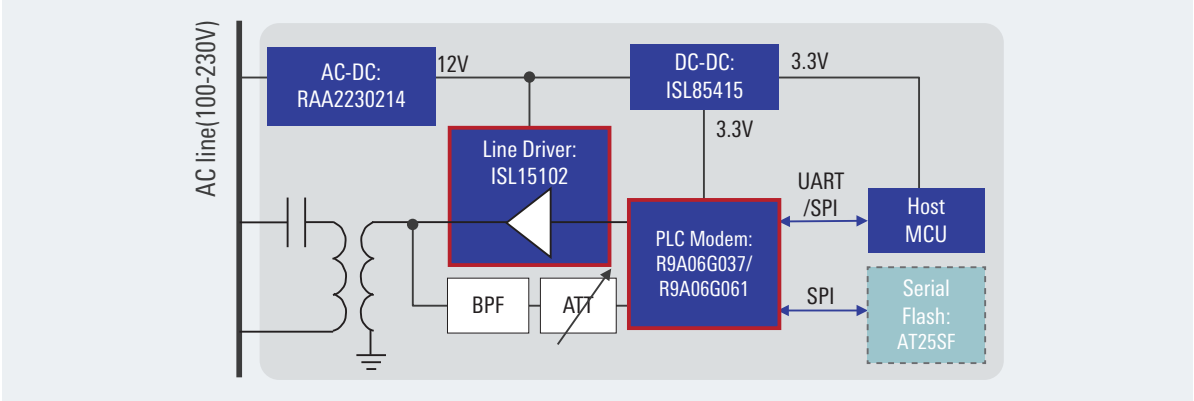 AC line(100-230V)
AC-DC:
RAA2230214
12V
DC-DC:
ISL85415
3.3V
3.3V
Line Driver:
ISL15102
UART
/SPI
Host
MCU
PLC Modem:
R9A06G037/
R9A06G061
BPF
ATT
SPI
Serial
Flash:
AT25SF